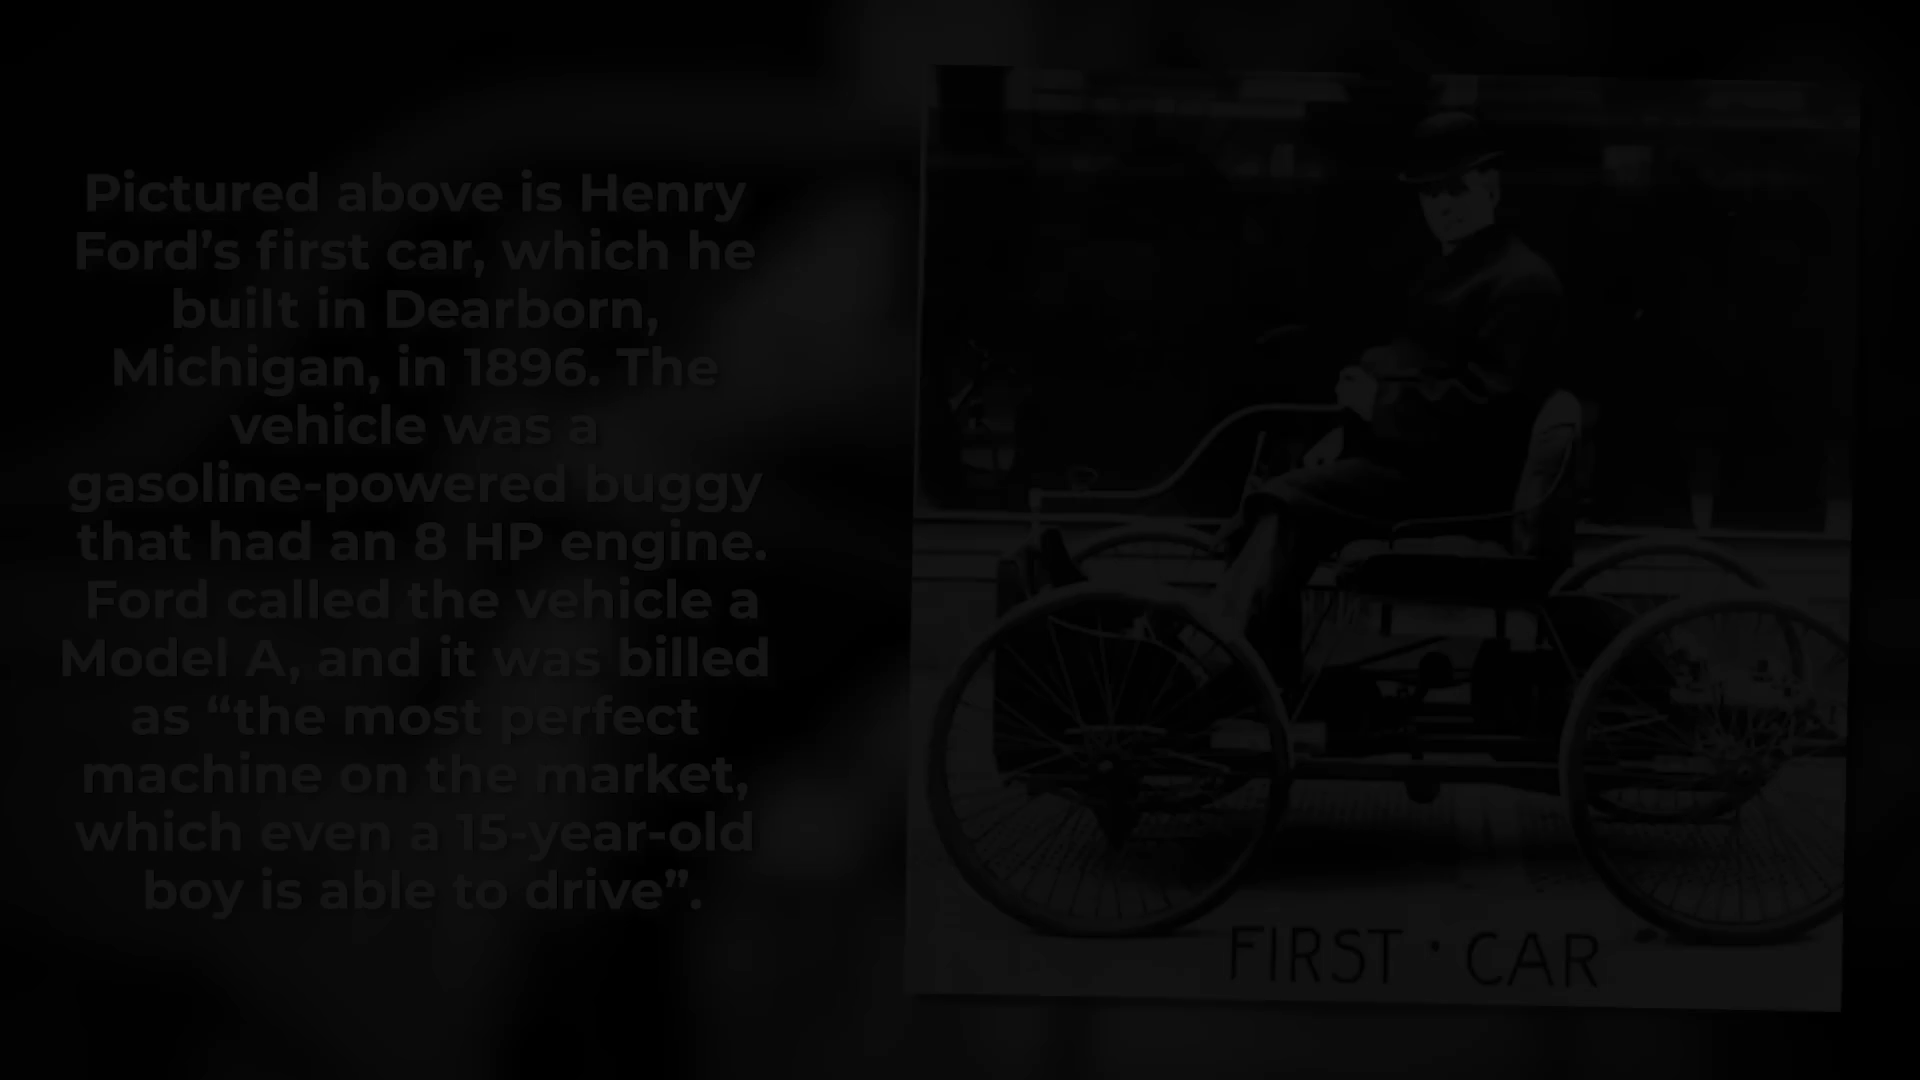 Pictured above is Henry
Ford’s first car, which he
built in Dearborn,
Michigan, in 1896. The
vehicle was a
gasoline-powered buggy
that had an 8 HP engine.
Ford called the vehicle a
Model A, and it was billed
as “the most perfect
machine on the market,
which even a 15-year-old
boy is able to drive”.
FIRST · CAR